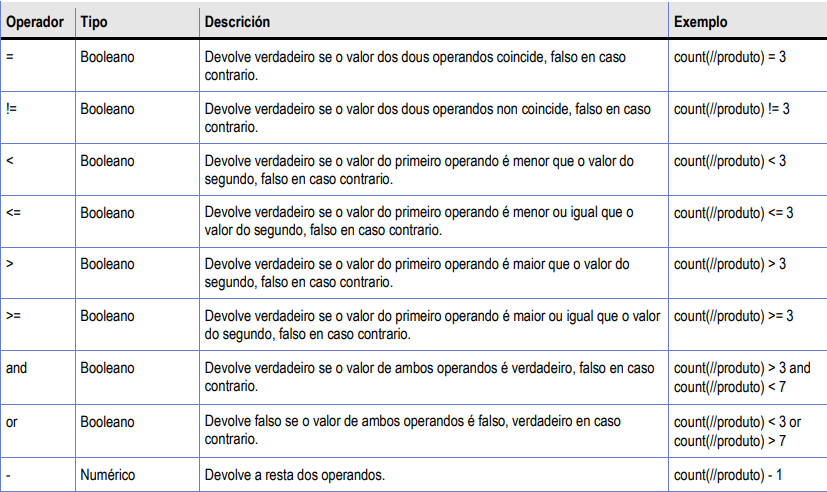 Operador Tipo Descrición Exemplo
= Booleano Devolve verdadeiro se o valor dos dous operandos coincide, falso en caso count(//produto) = 3
contrario.
!= Booleano Devolve verdadeiro se o valor dos dous operandos non coincide, falso en caso count(//produto) != 3
contrario.
< Booleano Devolve verdadeiro se o valor do primeiro operando é menor que o valor do count(//produto) < 3
segundo, falso en caso contrario.
<= Booleano Devolve verdadeiro se o valor do primeiro operando é menor ou igual que o count(//produto) <= 3
valor do segundo, falso en caso contrario.
> Booleano Devolve verdadeiro se o valor do primeiro operando é maior que o valor do count(//produto) > 3
segundo, falso en caso contrario.
>= Booleano Devolve verdadeiro se o valor do primeiro operando é maior ou igual que o valor count(//produto) >= 3
do segundo, falso en caso contrario.
and Booleano Devolve verdadeiro se o valor de ambos operandos é verdadeiro, falso en caso count(//produto) > 3 and
contrario. count(//produto) < 7
or Booleano Devolve falso se o valor de ambos operandos é falso, verdadeiro en caso count(//produto) < 3 or
contrario. count(//produto) > 7
- Numérico Devolve a resta dos operandos. count(//produto) - 1